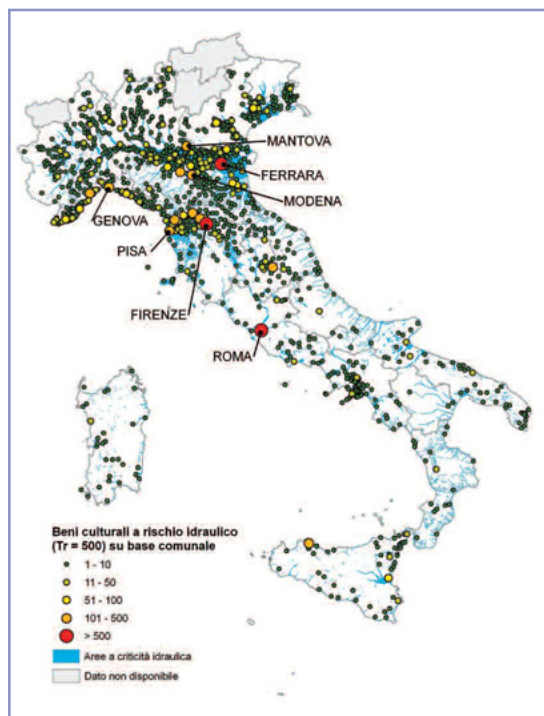 MANTOVA
FERRARA
MODENA
GENOVA
PISA
FIRENZE
ROMA
Beni culturali a rischio idraulico
(Tr = 500) su base comunale
1 - 10
11 - 50
51 - 100
101 - 500
> 500
Aree a criticità idraulica
Dato non disponibile